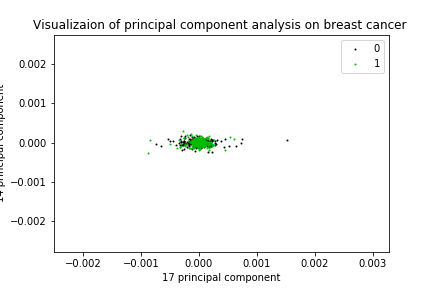 Visualizaion of principal component analysis on breast cancer
0
1
0.002
0.001
0.000
−0.001
−0.002
principal component
−0.002 −0.001 0.000 0.001 0.002 0.003
17 principal component